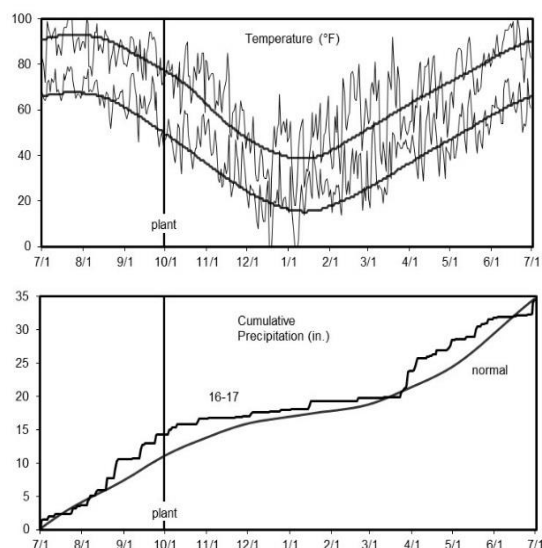 100
Temperature (°F)
80
60
40
20
plant
0
7/1 8/1 9/1 10/1 11/1 12/1 1/1 2/1 3/1 4/1 5/1 6/1 7/1
35
Cumulative
Precipitation (in.)
30
25
normal
20
16-17
15
10
5
plant
0
7/1 8/1 9/1 10/1 11/1 12/1 1/1 2/1 3/1 4/1 5/1 6/1 7/1